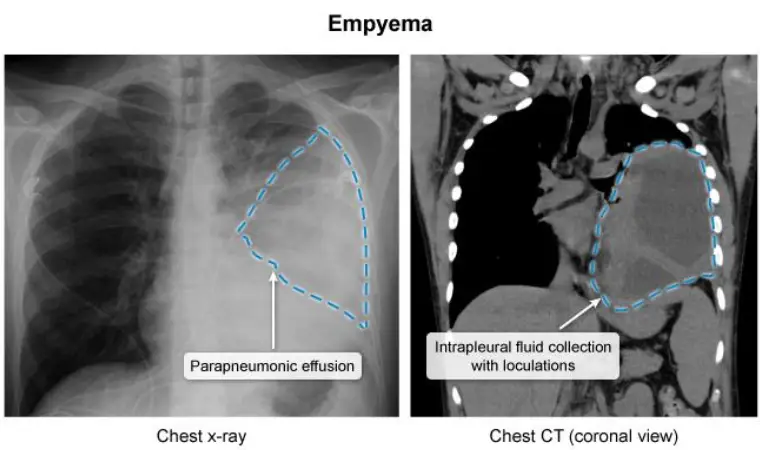 Empyema
Parapneumonic effusion
Intrapleural fluid collection
with loculations
Chest x-ray
Chest CT (coronal view)